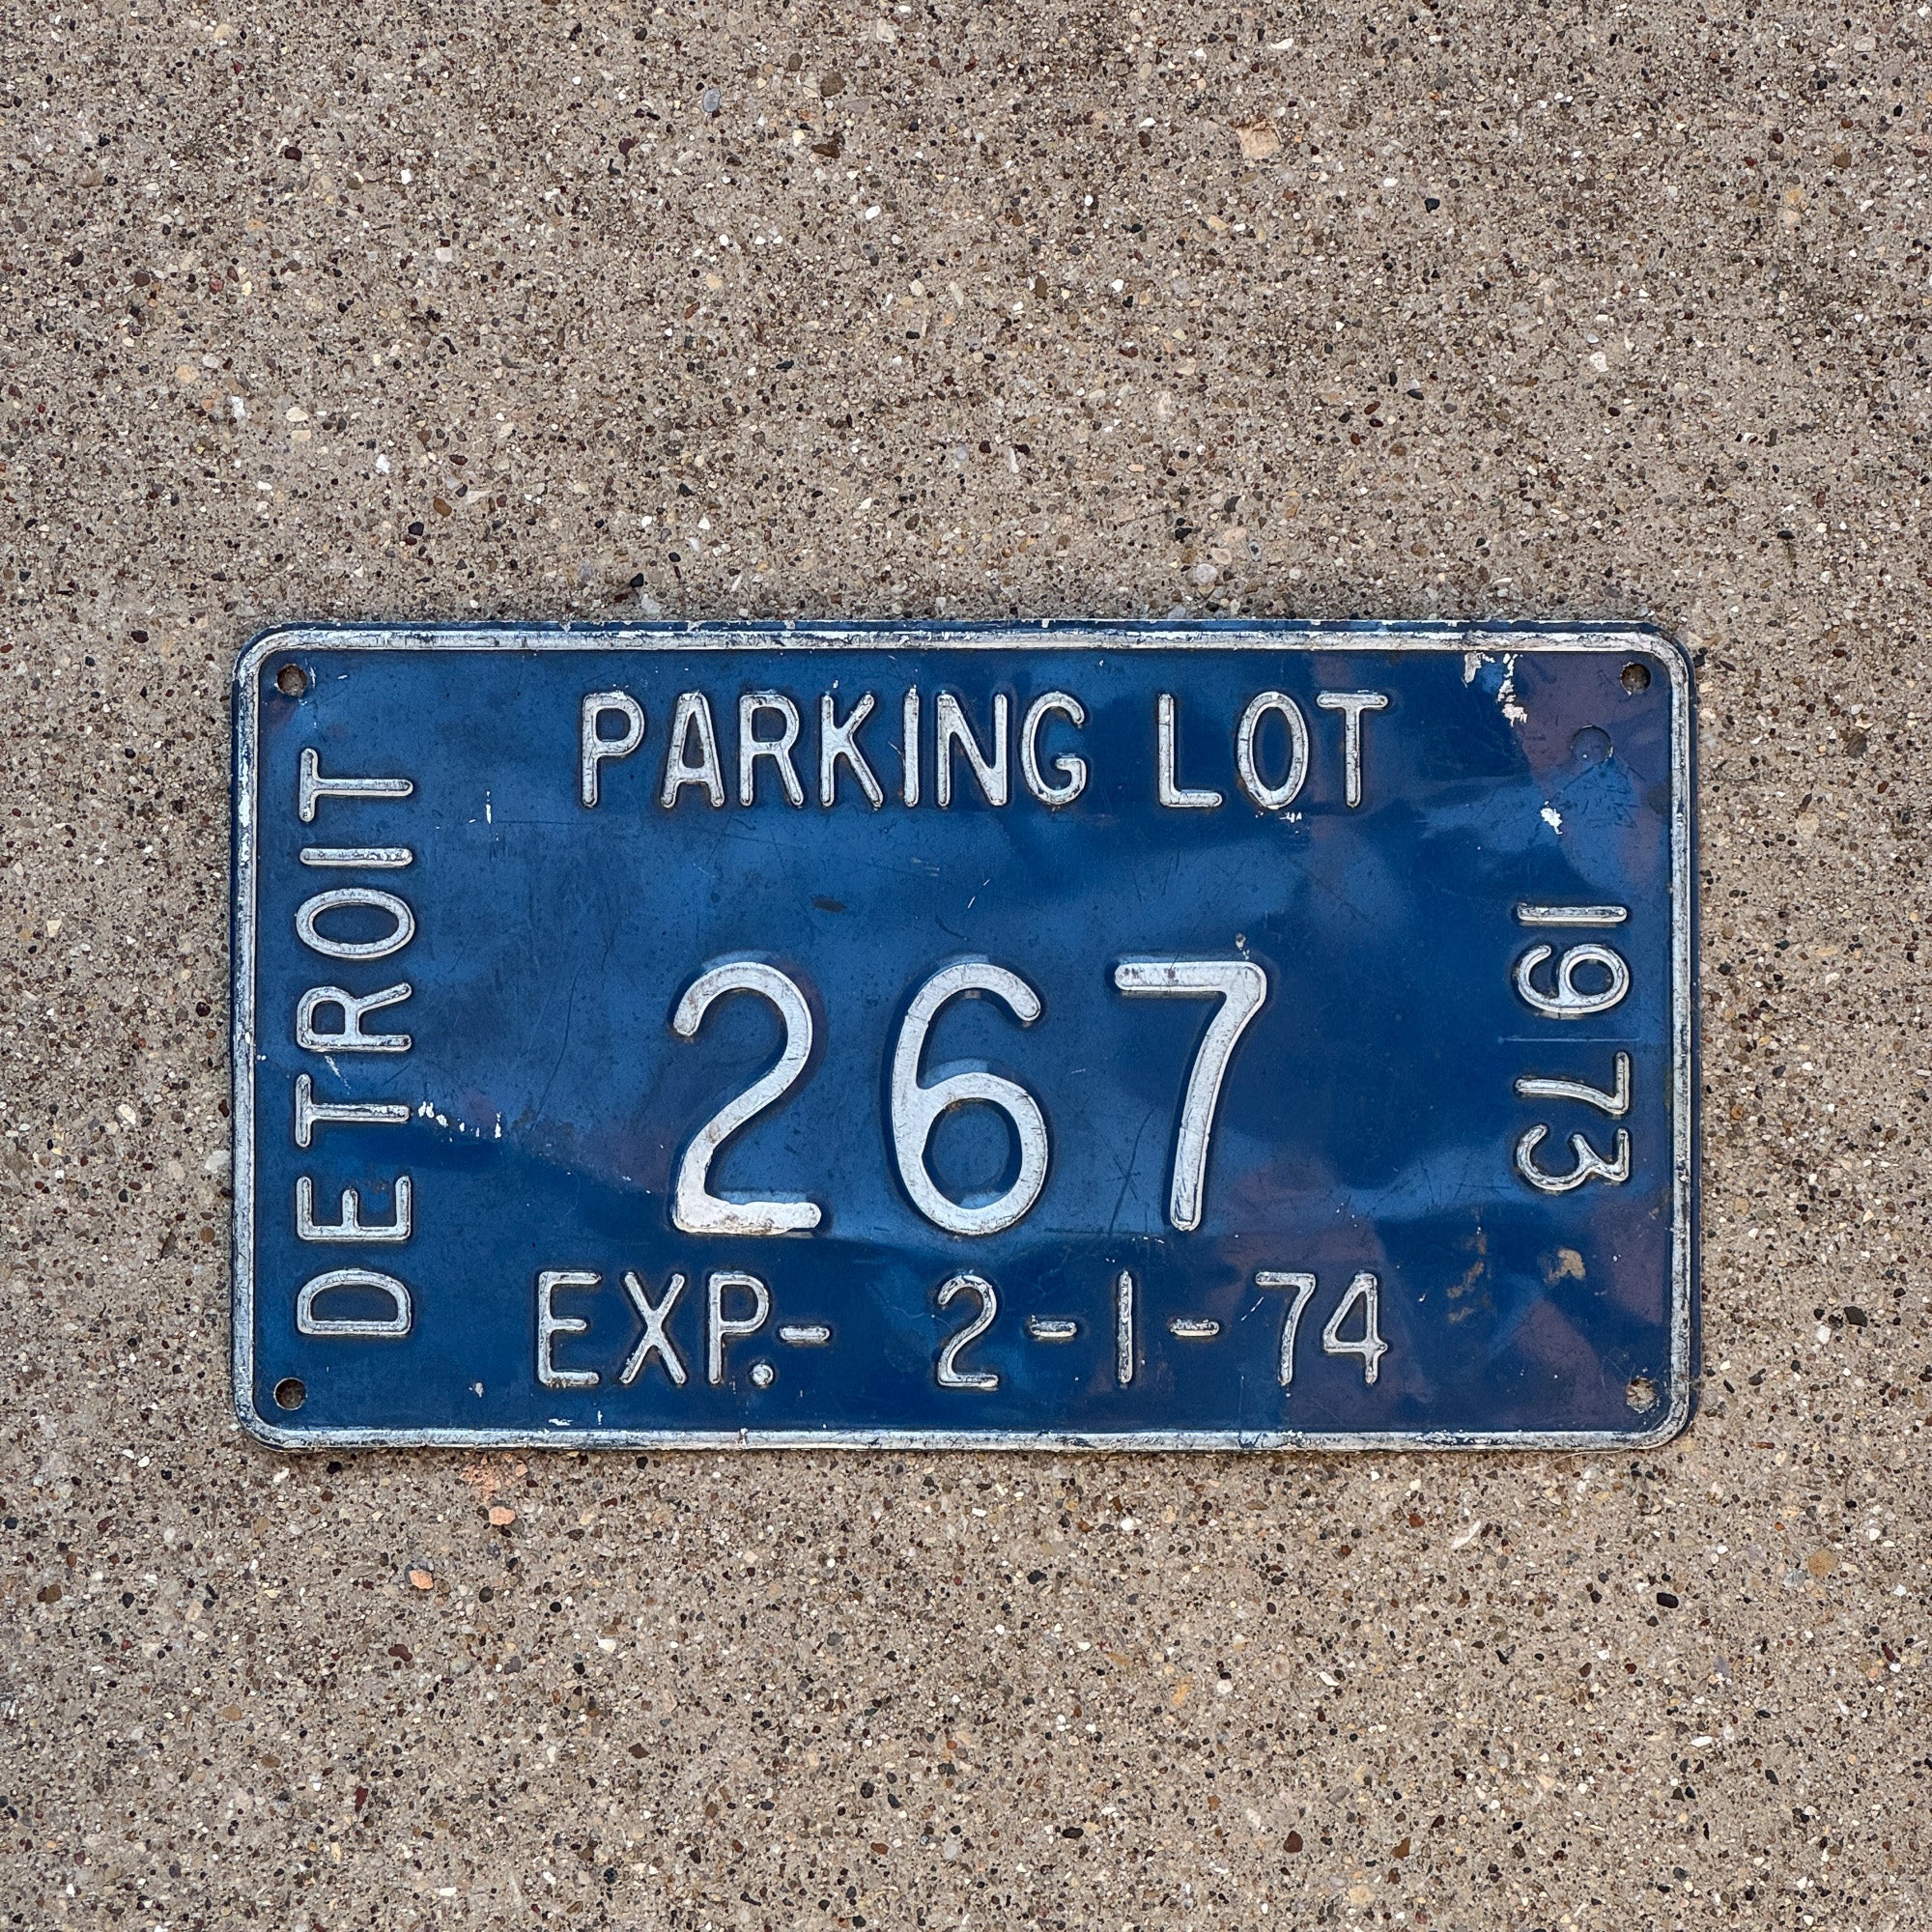 PARKING LOT
DETROIT
1973
267
EXP.- 2-1-74